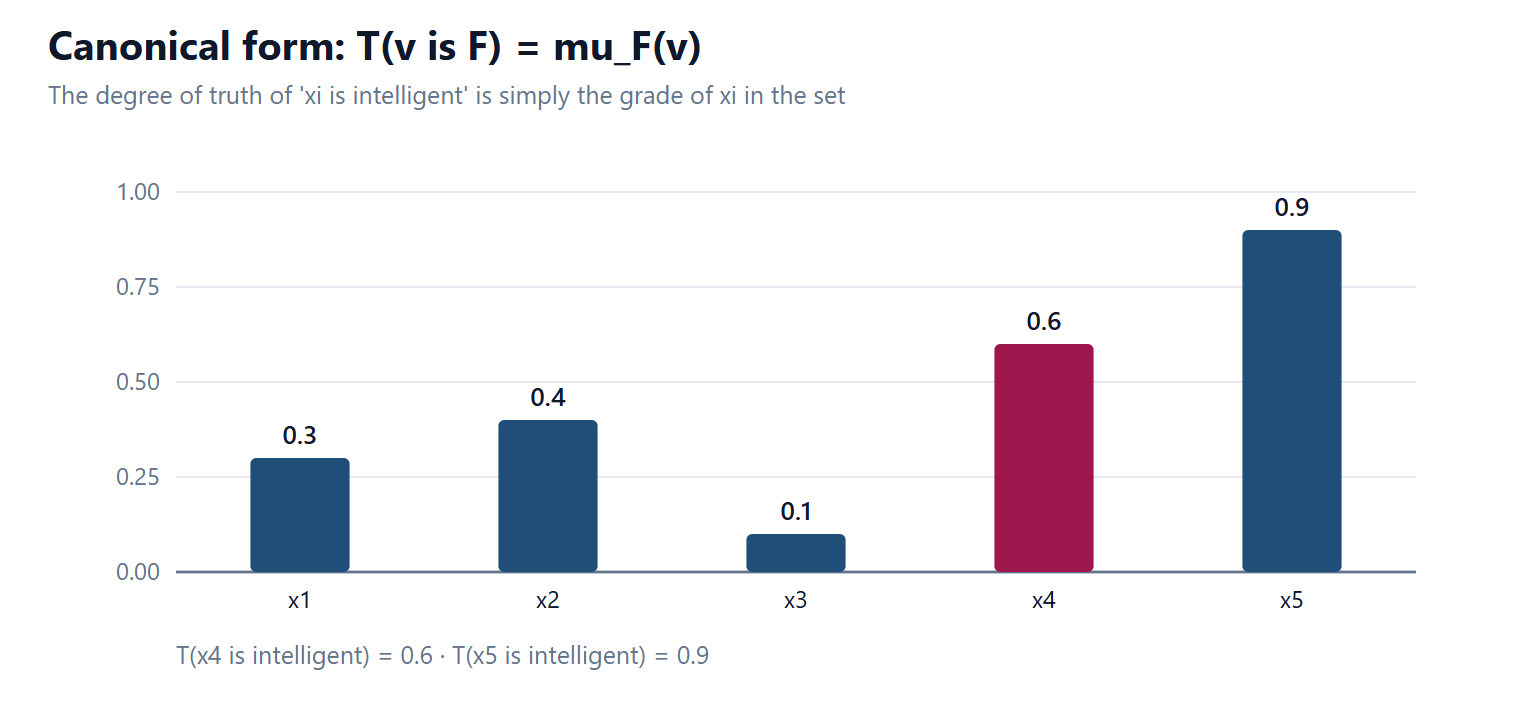 Canonical form: T(v is F) = mu_F(v)
The degree of truth of 'xi is intelligent' is simply the grade of xi in the set
1.00
0.9
0.75
0.6
0.50
0.4
0.3
0.25
0.1
0.00
x1 x2 x3 x4 x5
T(x4 is intelligent) = 0.6 · T(x5 is intelligent) = 0.9